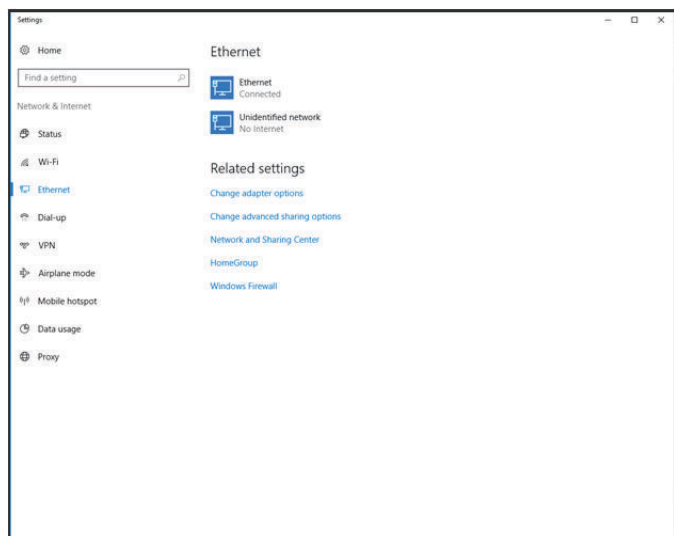 Settings
Home
Find a setting
Network & Internet
Status
Wi-Fi
Ethernet
Dial-up
VPN
Airplane mode
Mobile hotspot
Data usage
Proxy
Ethernet
Ethernet
Connected
Unidentified network
No Internet
Related settings
Change adapter options
Change advanced sharing options
Network and Sharing Center
HomeGroup
Windows Firewall